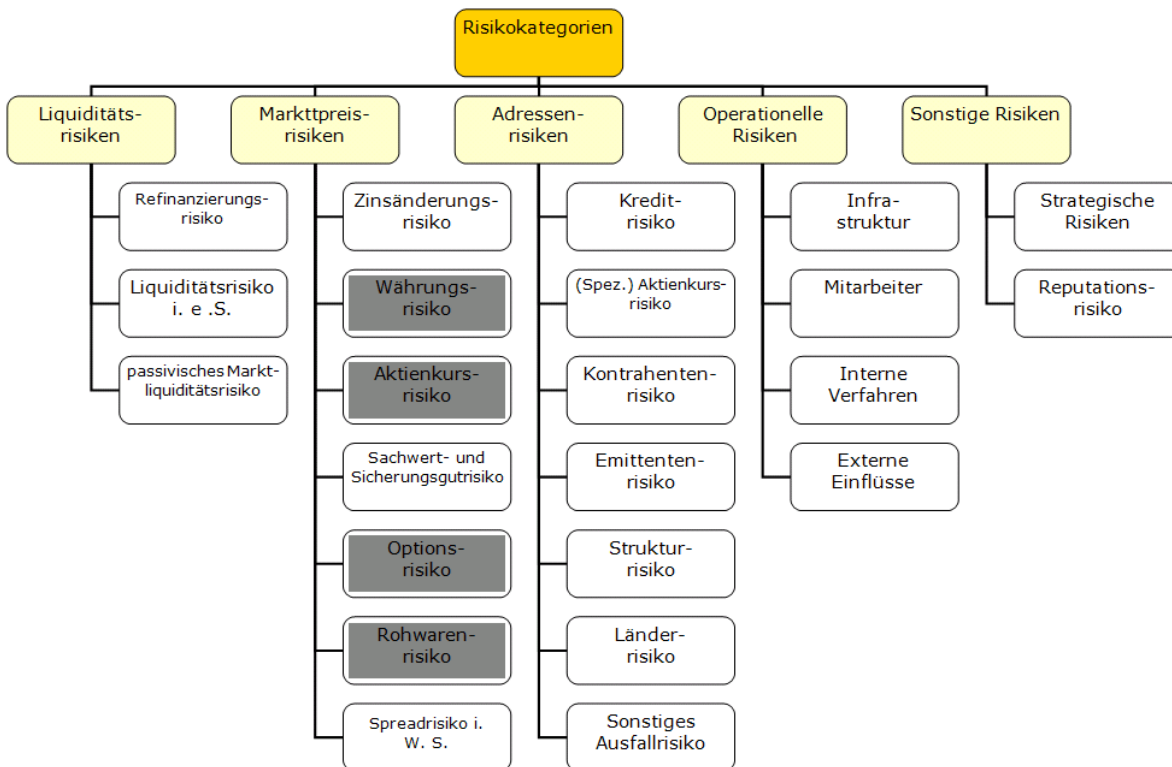 Risikokategorien
Liquiditäts-
risiken
Markttpreis-
risiken
Adressen-
risiken
Operationelle
Risiken
Sonstige Risiken
Refinanzierungs-
risiko
Liquiditätsrisiko
i. e .S.
passivisches Markt-
liquiditätsrisiko
Zinsänderungs-
risiko
Währungs-
risiko
Aktienkurs-
risiko
Sachwert- und
Sicherungsgutrisiko
Options-
risiko
Rohwaren-
risiko
Spreadrisiko i.
W. S.
Kredit-
risiko
(Spez.) Aktienkurs-
risiko
Kontrahenten-
risiko
Emittenten-
risiko
Struktur-
risiko
Länder-
risiko
Sonstiges
Ausfallrisiko
Infra-
struktur
Mitarbeiter
Interne
Verfahren
Externe
Einflüsse
Strategische
Risiken
Reputations-
risiko